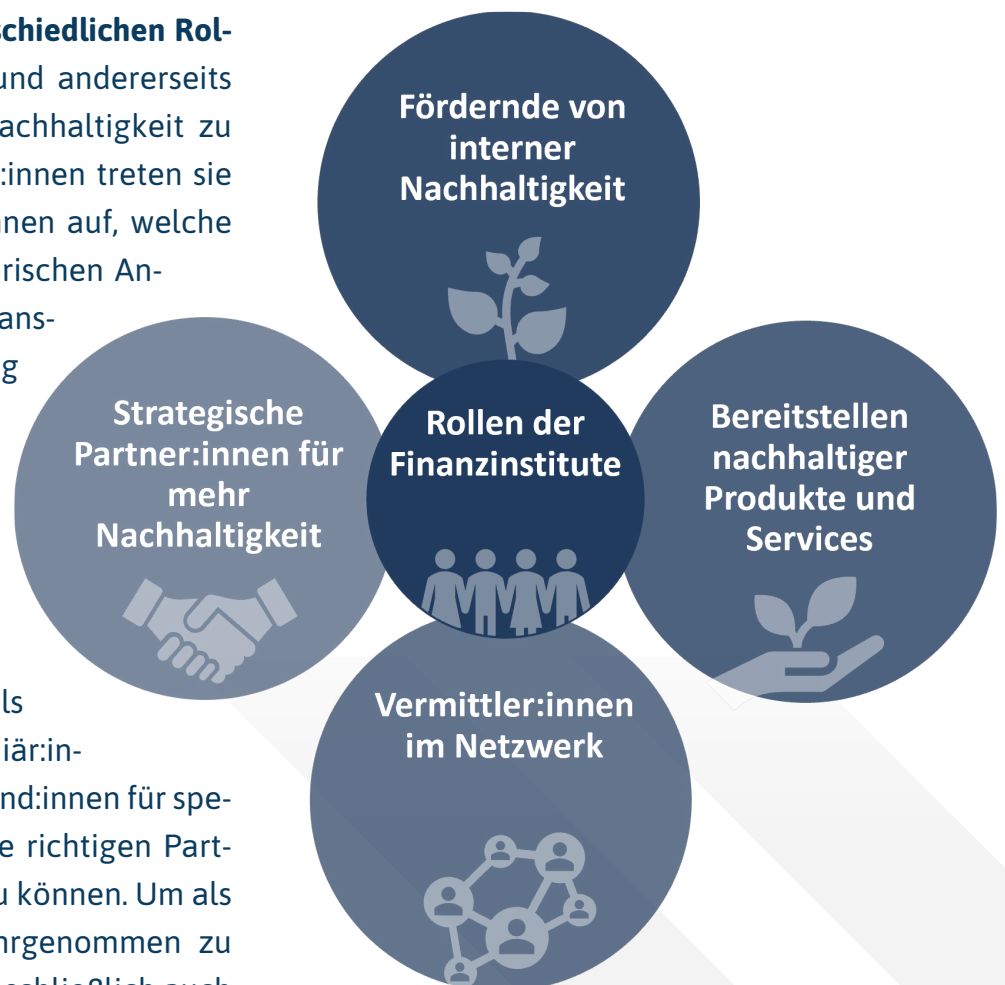 schiedlichen Rol-
und andererseits
achhaltigkeit zu
:innen treten sie
nen auf, welche
rischen An-
ans-
g
ls
iär:in-
nd:innen für spe-
e richtigen Part-
u können. Um als
hrgenommen zu
schließlich auch
Fördernde von
interner
Nachhaltigkeit
Strategische
Partner:innen für
mehr
Nachhaltigkeit
Rollen der
Finanzinstitute
Bereitstellen
nachhaltiger
Produkte und
Services
Vermittler:innen
im Netzwerk